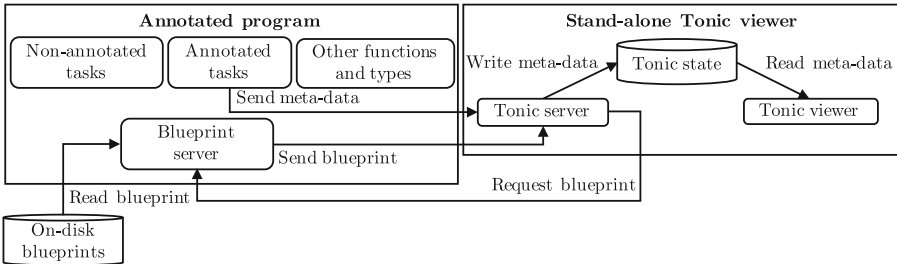 Annotated program
Stand-alone Tonic viewer
Non-annotated
tasks
Annotated
tasks
Other functions
and types
Write meta-data
Tonic state
Read meta-data
Send meta-data
Tonic server
Tonic viewer
Blueprint
server
Send blueprint
Request blueprint
Read blueprint
On-disk
blueprints